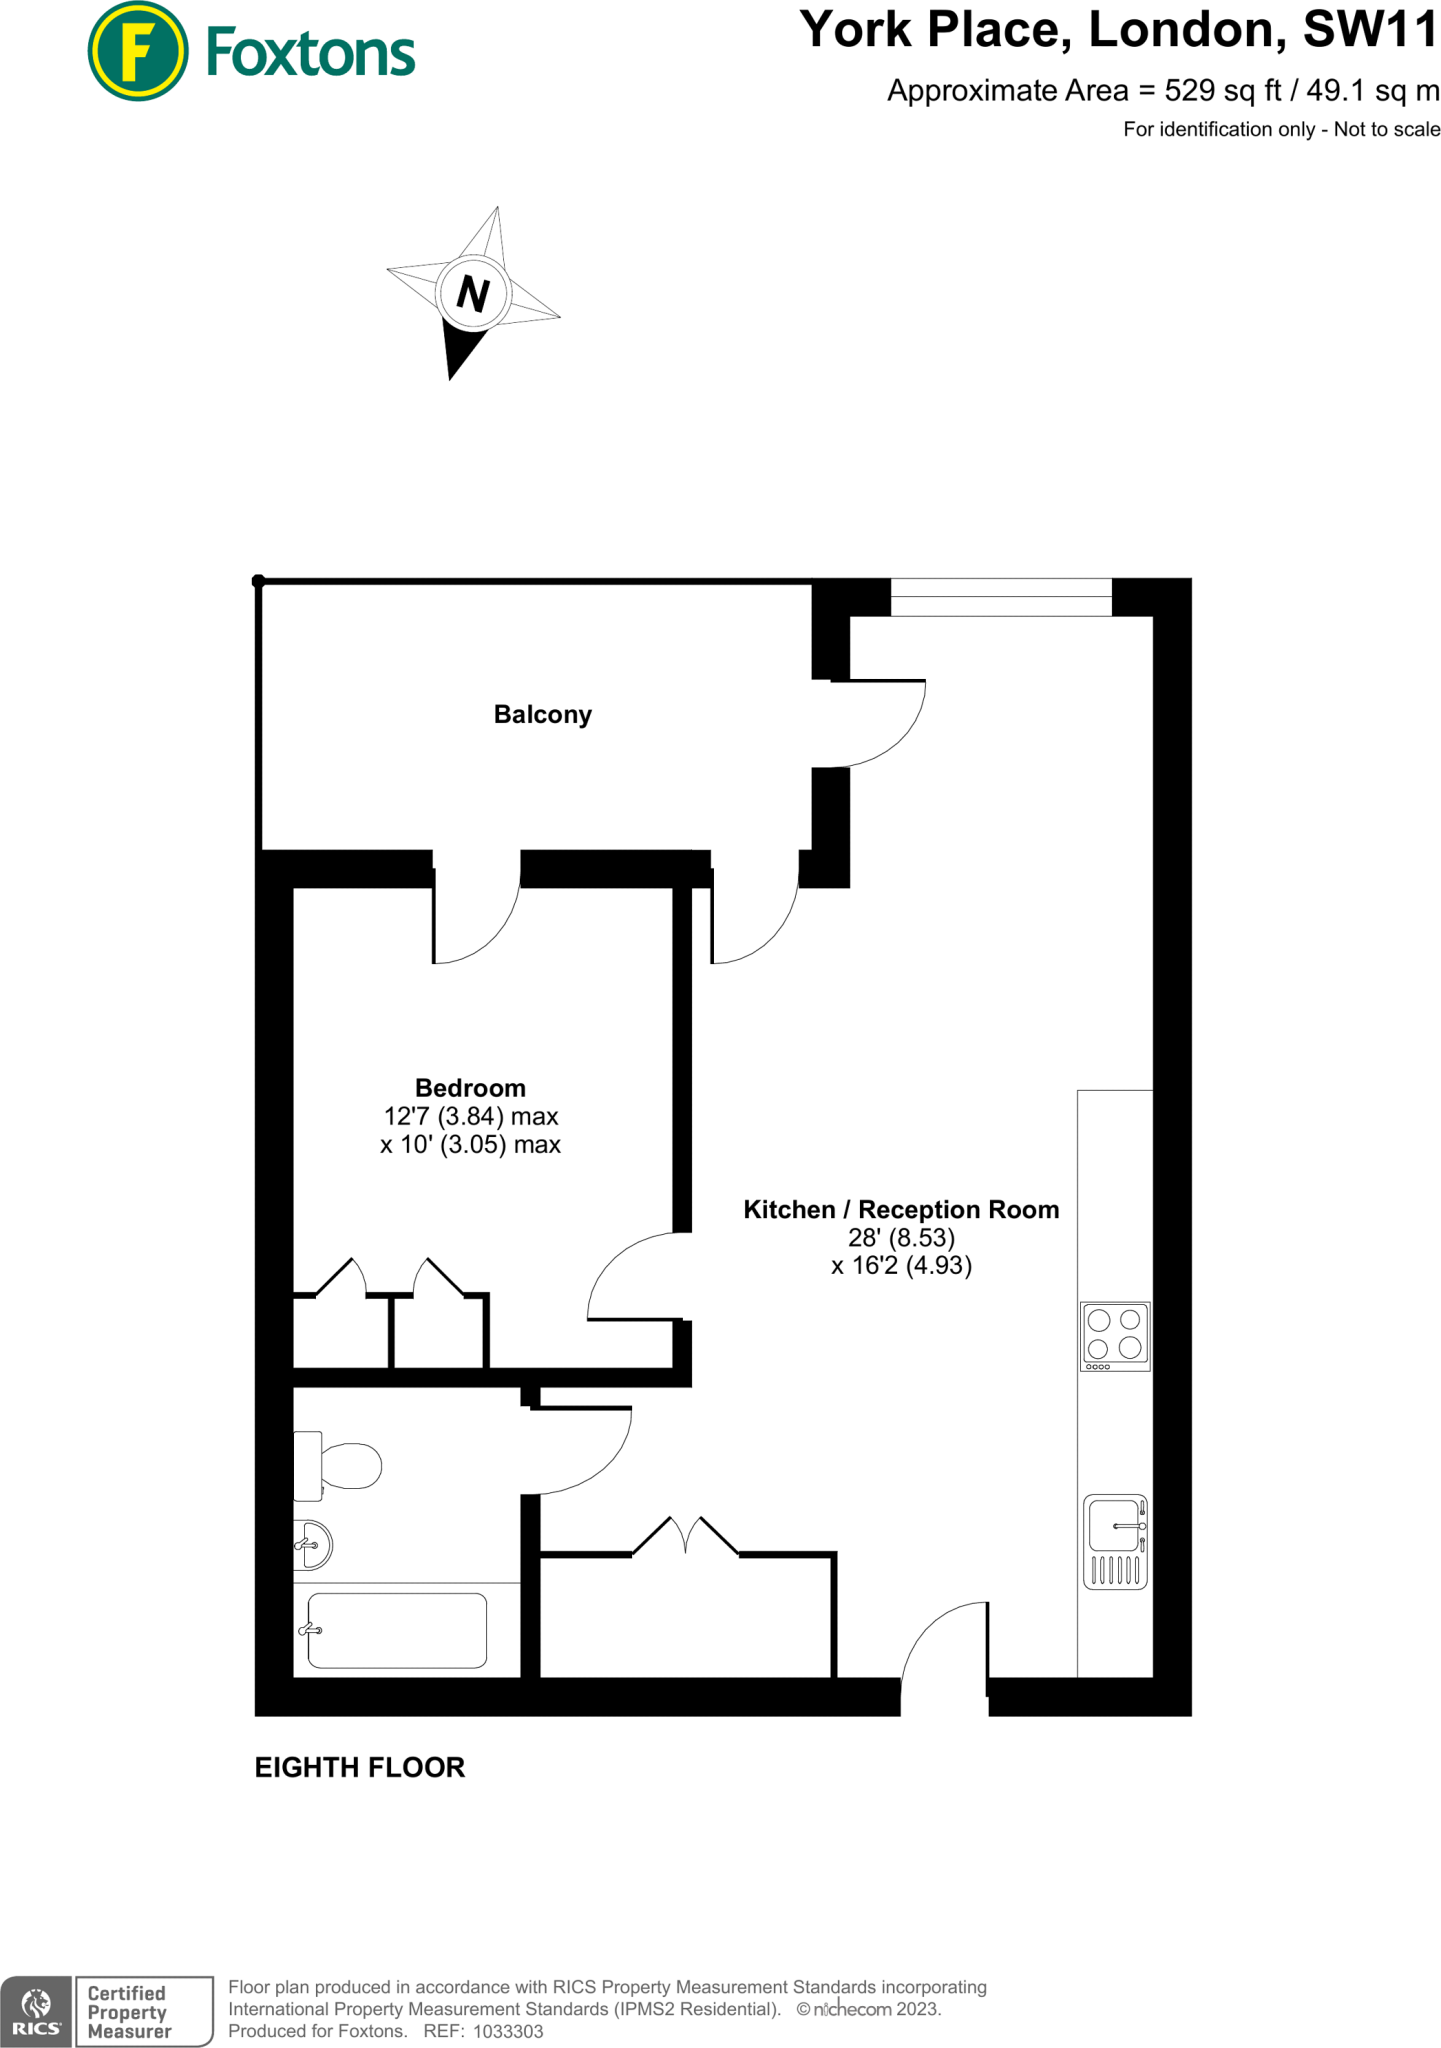 F Foxtons
York Place, London, SW11
Approximate Area = 529 sq ft / 49.1 sq m
For identification only - Not to scale
N
Balcony
Bedroom
12'7 (3.84) max
x 10' (3.05) max
Kitchen / Reception Room
28' (8.53)
x 16'2 (4.93)
EIGHTH FLOOR
RICS
Certified
Property
Measurer
Floor plan produced in accordance with RICS Property Measurement Standards incorporating
International Property Measurement Standards (IPMS2 Residential). © nichecom 2023.
Produced for Foxtons. REF: 1033303